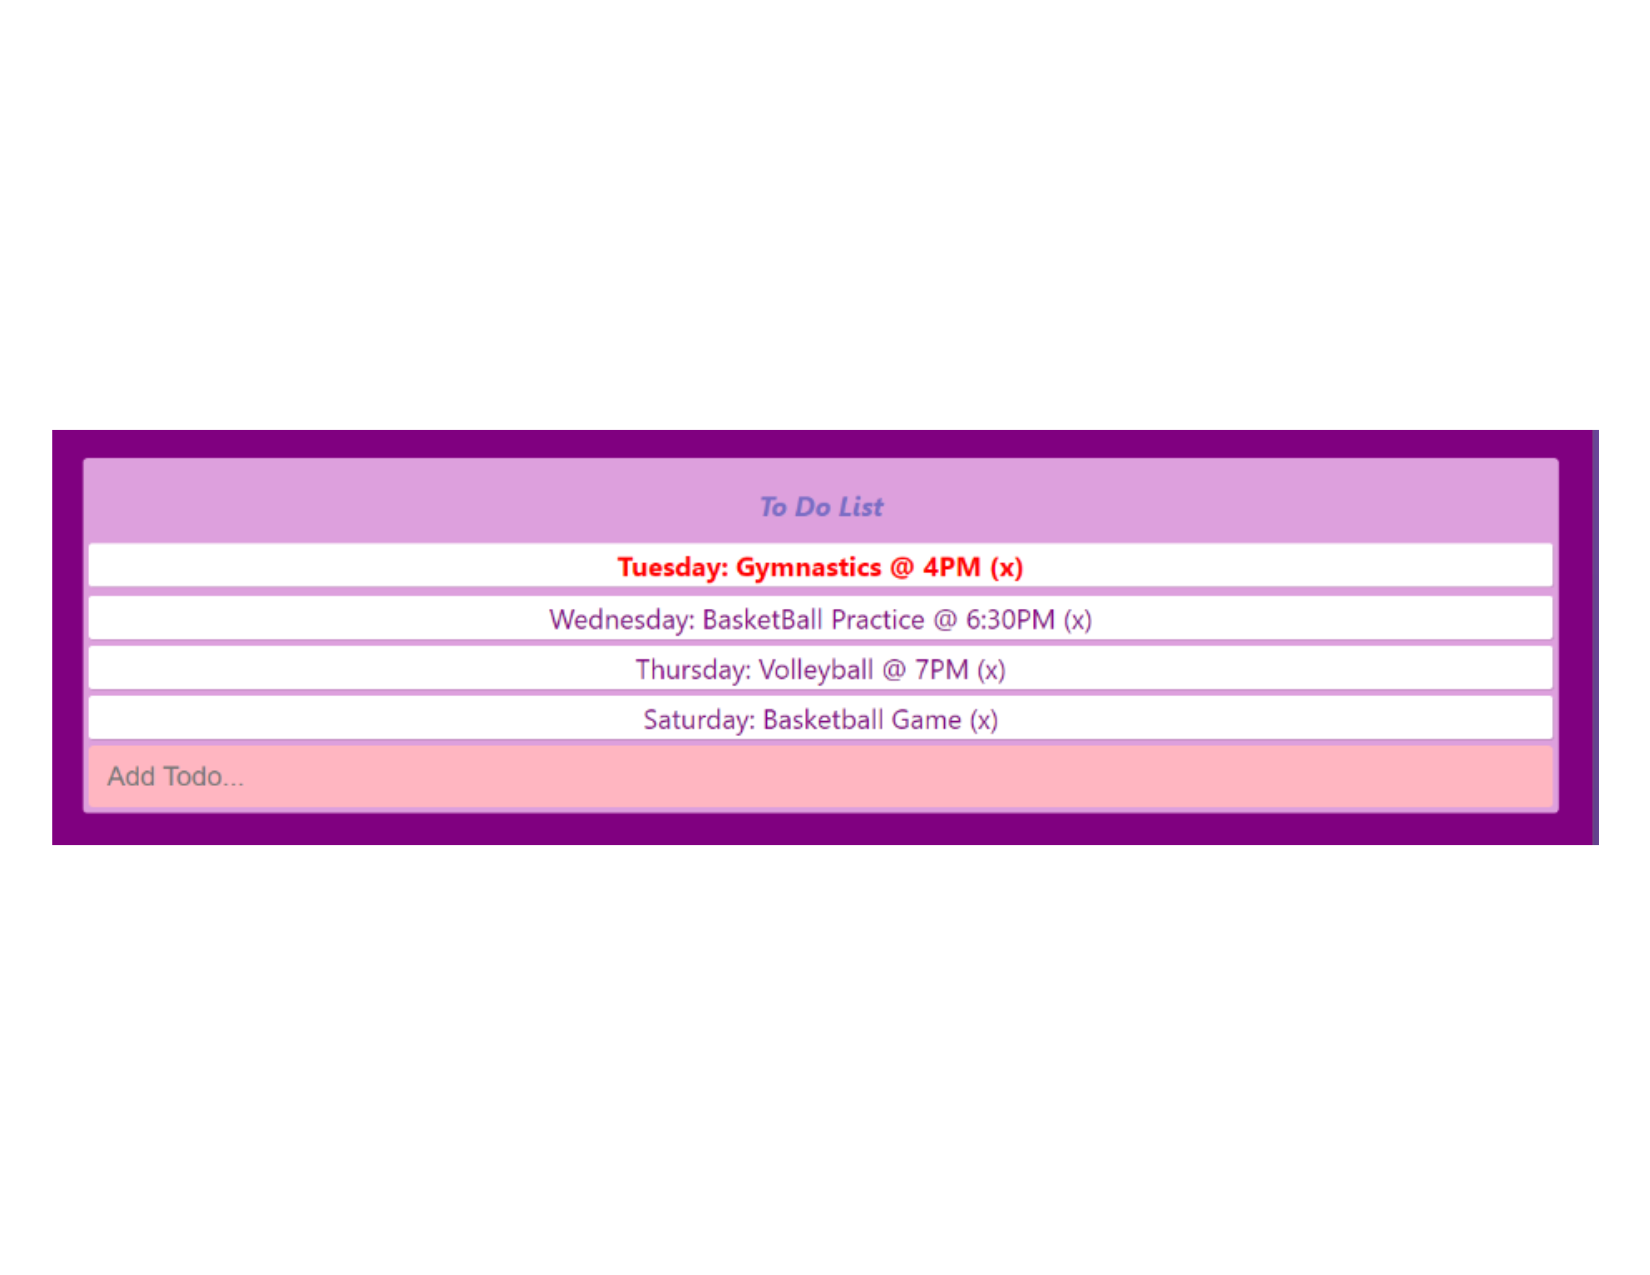 To Do List
Tuesday: Gymnastics @ 4PM (x)
Wednesday: BasketBall Practice @ 6:30PM (x)
Thursday: Volleyball @ 7PM (x)
Saturday: Basketball Game (x)
Add Todo...